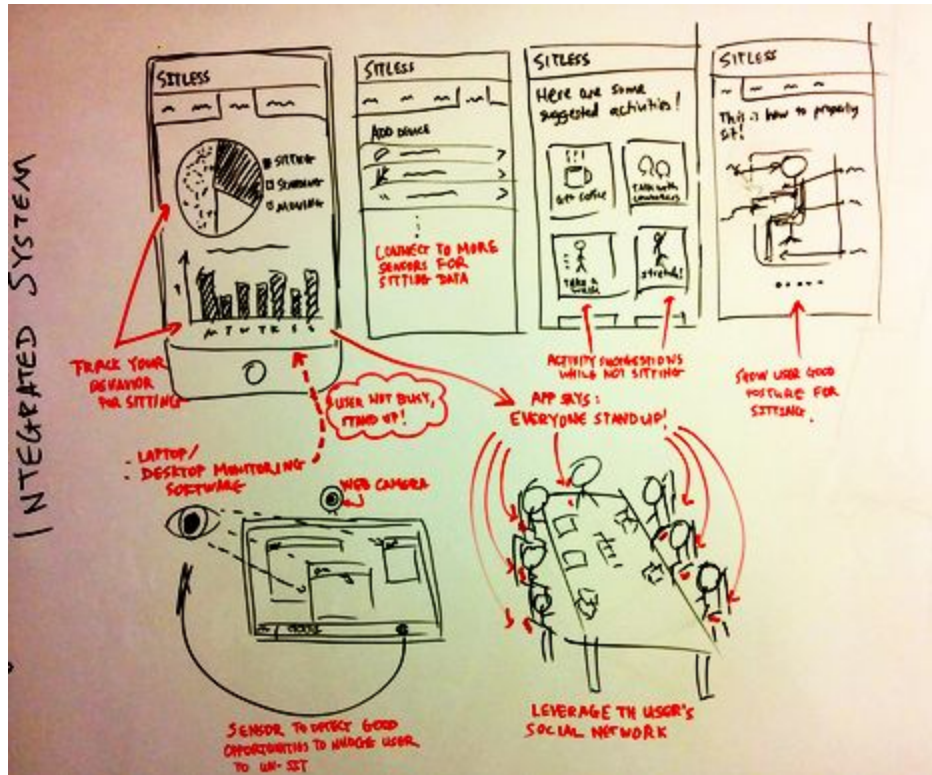 INTEGRATED SYSTEM
SITLESS
SITTING
STANDING
MOVING
M T W TH F S S
TRACK YOUR
BEHAVIOR
FOR SITTING
SITLESS
ADD DEVICE
CONNECT TO MORE
SENSORS FOR
SITTING DATA
SITLESS
Here are some
suggested activities!
Get coffee
Talk with
coworkers
Take a
walk
Stretch!
ACTIVITY SUGGESTIONS
WHILE NOT SITTING
SITLESS
This is how to properly
sit!
SHOW USER GOOD
POSTURE FOR
SITTING.
USER NOT BUSY,
STAND UP!
APP SAYS:
EVERYONE STAND UP!
- LAPTOP/
- DESKTOP MONITORING
SOFTWARE
WEB CAMERA
SENSOR TO DETECT GOOD
OPPORTUNITIES TO NUDGE USER
TO UN-SIT
LEVERAGE TH USER'S
SOCIAL NETWORK